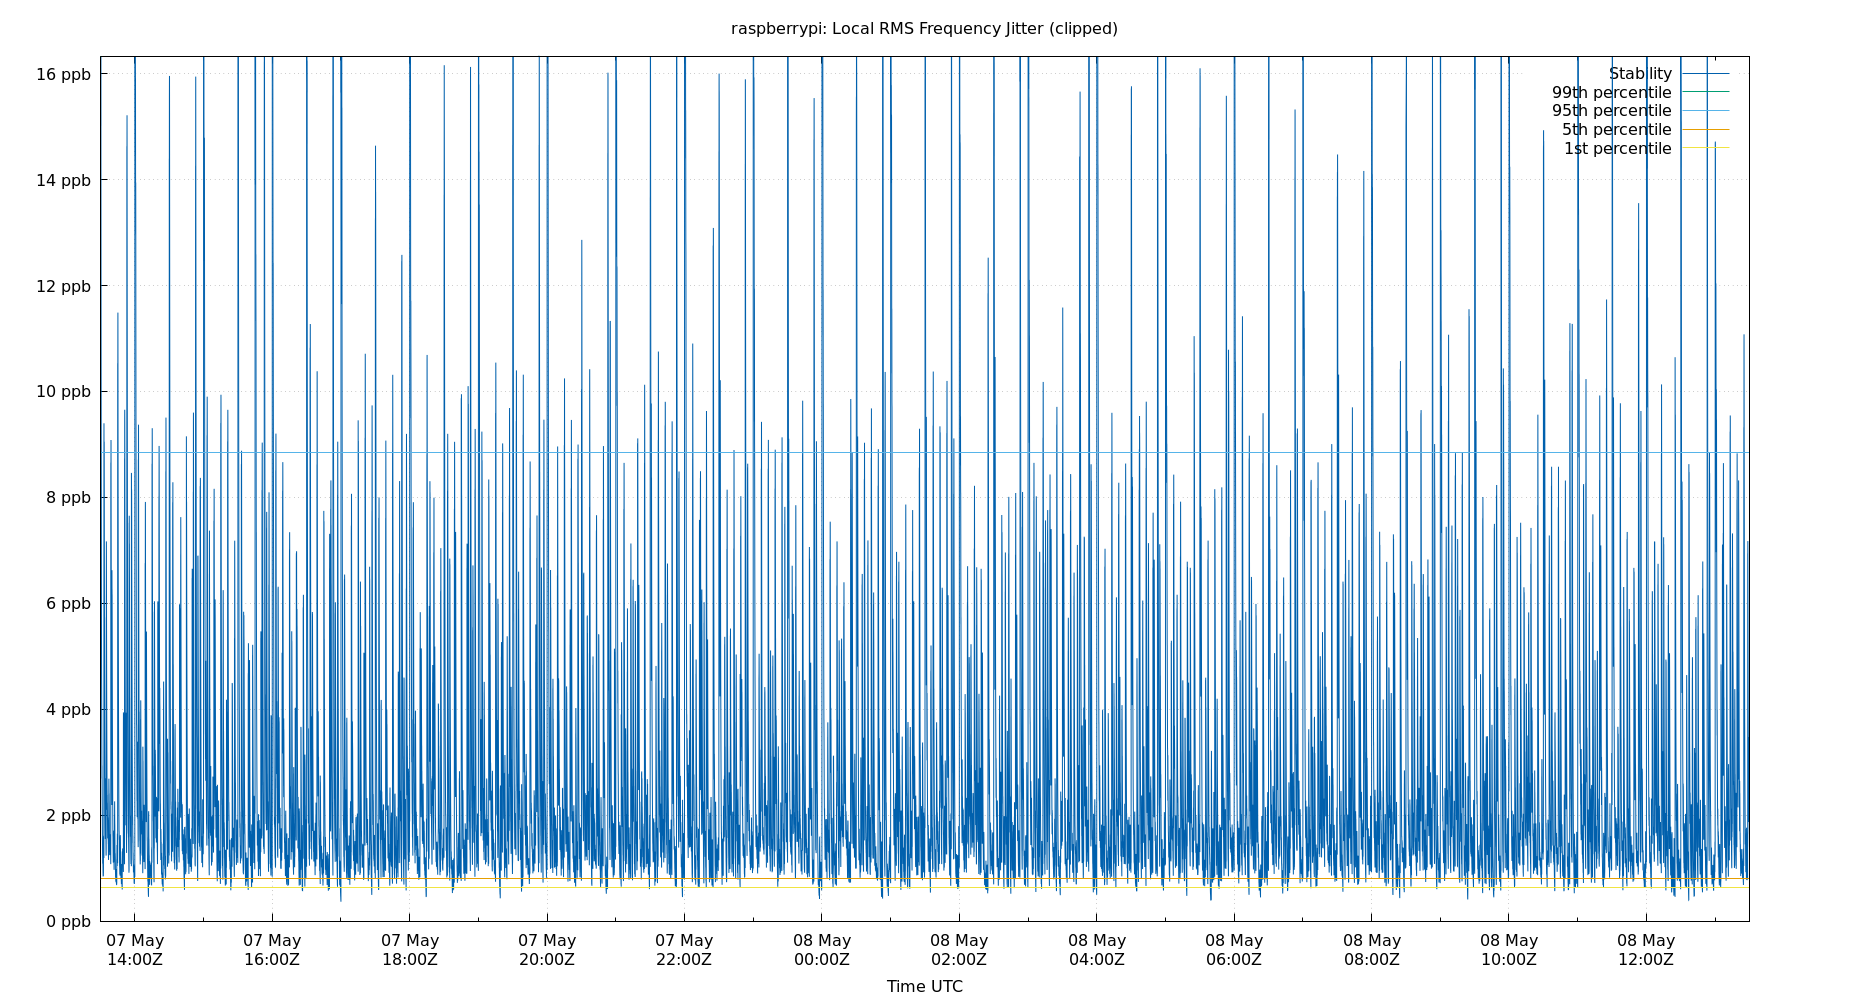 raspberrypi: Local RMS Frequency Jitter (clipped)
16 ppb
14 ppb
12 ppb
10 ppb
8 ppb
6 ppb
4 ppb
2 ppb
0 ppb
Stability
99th percentile
95th percentile
5th percentile
1st percentile
07 May 07 May 07 May 07 May 07 May 08 May 08 May 08 May 08 May 08 May 08 May 08 May
14:00Z 16:00Z 18:00Z 20:00Z 22:00Z 00:00Z 02:00Z 04:00Z 06:00Z 08:00Z 10:00Z 12:00Z
Time UTC